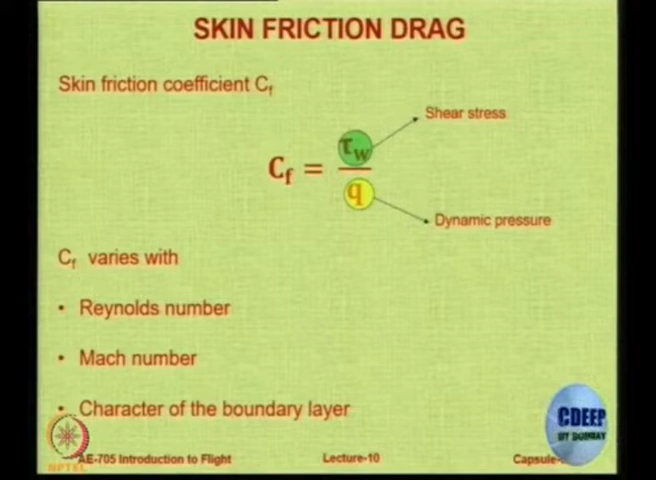 SKIN FRICTION DRAG
Skin friction coefficient Cf
Shear stress
Cf = τw / q
Dynamic pressure
Cf varies with
• Reynolds number
• Mach number
• Character of the boundary layer
CDEEP
IIT BOMBAY
NPTEL
AE-705 Introduction to Flight Lecture-10 Capsule-